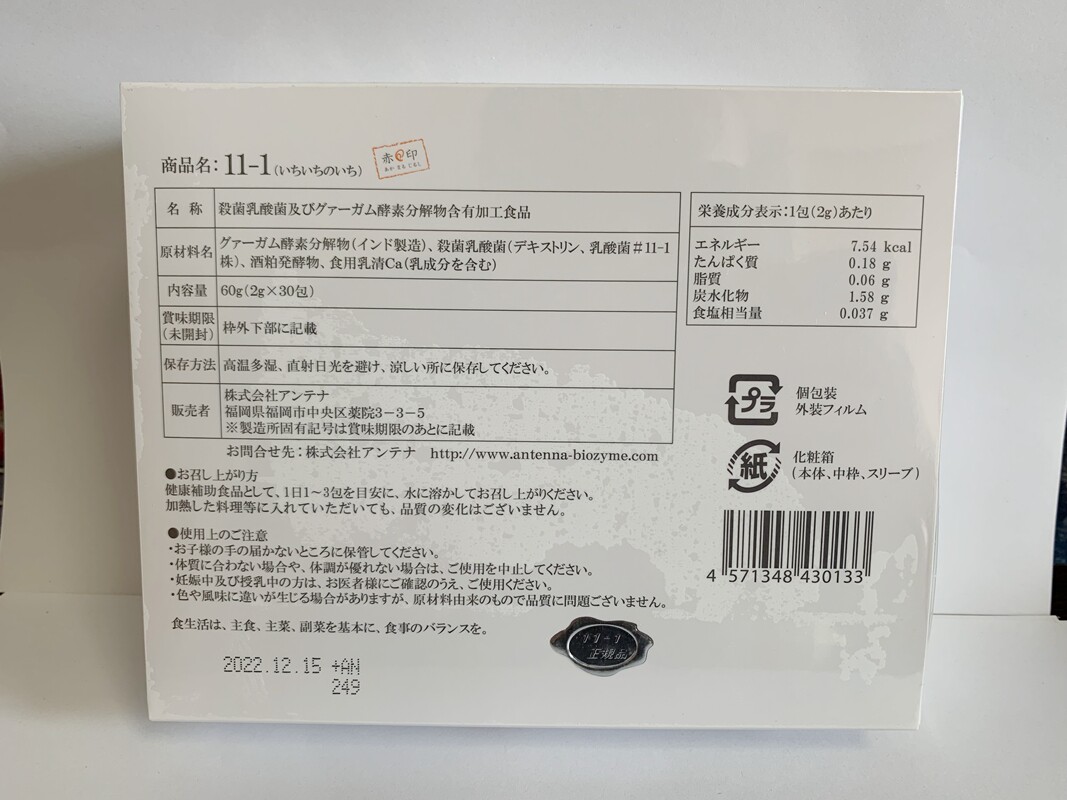 商品名：11-1（いちいちのいち）
赤@印
あか まる じるし
名 称 殺菌乳酸菌及びグァーガム酵素分解物含有加工食品
原材料名 グァーガム酵素分解物（インド製造）、殺菌乳酸菌（デキストリン、乳酸菌＃11-1
株）、酒粕発酵物、食用乳清Ca（乳成分を含む）
内容量 60g（2g×30包）
賞味期限
（未開封） 枠外下部に記載
保存方法 高温多湿、直射日光を避け、涼しい所に保存してください。
販売者 株式会社アンテナ
福岡県福岡市中央区薬院3－3－5
※製造所固有記号は賞味期限のあとに記載
お問合せ先：株式会社アンテナ http://www.antenna-biozyme.com
●お召し上がり方
健康補助食品として、1日1～3包を目安に、水に溶かしてお召し上がりください。
加熱した料理等に入れていただいても、品質の変化はございません。
●使用上のご注意
・お子様の手の届かないところに保管してください。
・体質に合わない場合や、体調が優れない場合は、ご使用を中止してください。
・妊娠中及び授乳中の方は、お医者様にご確認のうえ、ご使用ください。
・色や風味に違いが生じる場合がありますが、原材料由来のもので品質に問題ございません。
食生活は、主食、主菜、副菜を基本に、食事のバランスを。
2022.12.15 +AN
249
11-1
正規品
栄養成分表示：1包（2g）あたり
エネルギー 7.54 kcal
たんぱく質 0.18 g
脂質 0.06 g
炭水化物 1.58 g
食塩相当量 0.037 g
プラ
個包装
外装フィルム
紙
化粧箱
（本体、中枠、スリーブ）
4 571348 430133